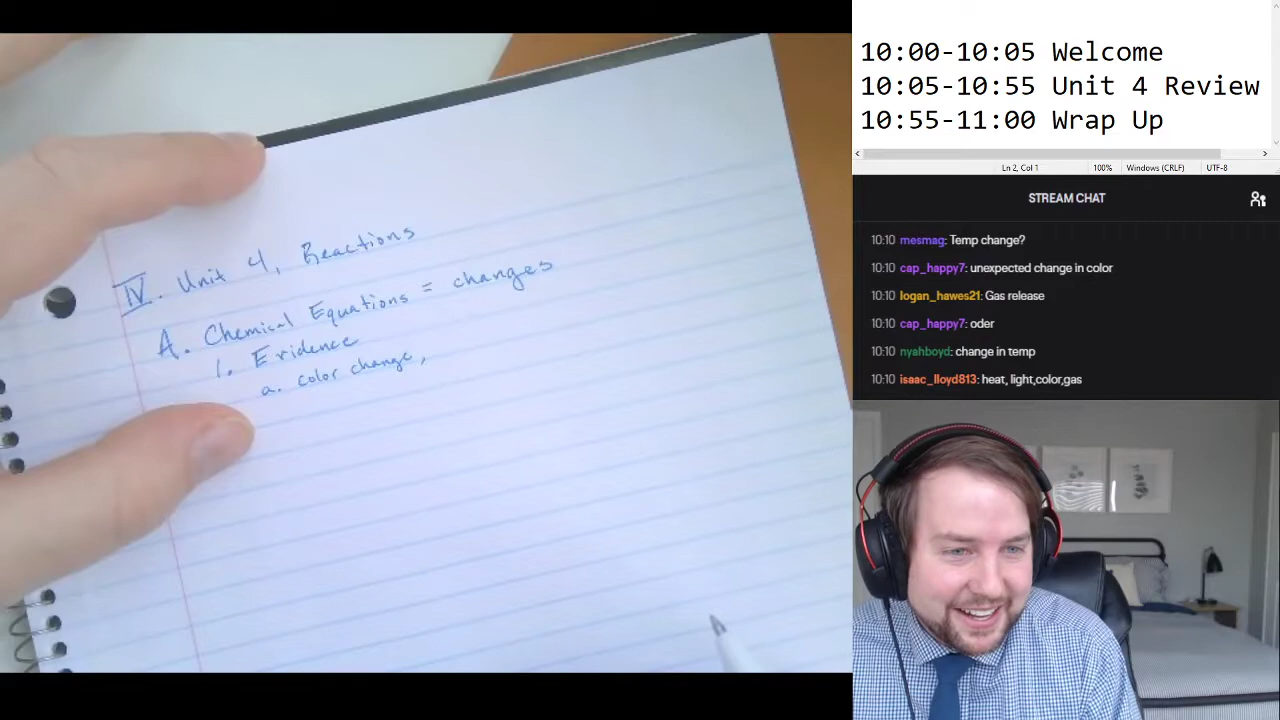 IV. Unit 4, Reactions
A. Chemical Equations = changes
1. Evidence
a. color change,
10:00-10:05 Welcome
10:05-10:55 Unit 4 Review
10:55-11:00 Wrap Up
Ln 2, Col 1 100% Windows (CRLF) UTF-8
STREAM CHAT
10:10 mesmag: Temp change?
10:10 cap_happy7: unexpected change in color
10:10 logan_hawes21: Gas release
10:10 cap_happy7: oder
10:10 nyahboyd: change in temp
10:10 isaac_lloyd813: heat, light,color,gas